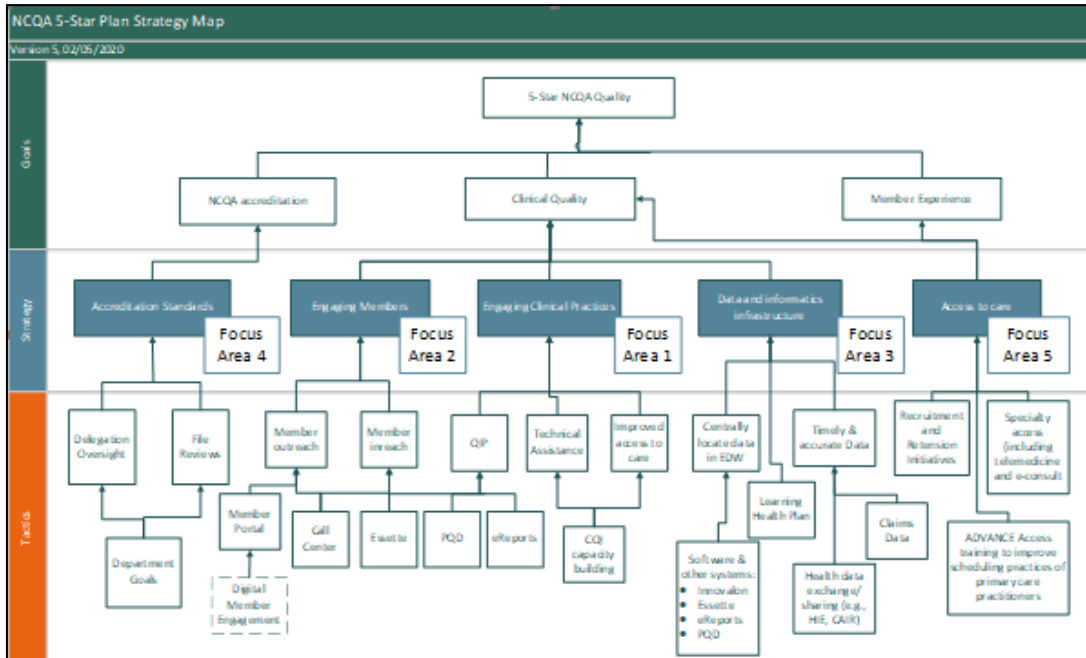 NCQA 5-Star Plan Strategy Map
Version 5, 02/05/2020
Goals
5-Star NCQA Quality
NCQA accreditation
Clinical Quality
Member Experience
Strategy
Accreditation Standards
Focus
Area 4
Engaging Members
Focus
Area 2
Engaging Clinical Practices
Focus
Area 1
Data and informatics
infrastructure
Focus
Area 3
Access to care
Focus
Area 5
Tactics
Delegation
Oversight
File
Reviews
Member
outreach
Member
inreach
QIP
Technical
Assistance
Improved
access to
care
Centrally
locate data
in EDW
Timely &
accurate Data
Recruitment
and
Retention
Initiatives
Specialty
access
(including
telemedicine
and e-consult
Department
Goals
Member
Portal
Digital
Member
Engagement
Call
Center
Essette
PQD
eReports
CQI
capacity
building
Software &
other systems:
• Innovalon
• Essette
• eReports
• PQD
Learning
Health Plan
Health data
exchange/
sharing (e.g.,
HIE, CAIR)
Claims
Data
ADVANCE Access
training to improve
scheduling practices of
primary care
practitioners